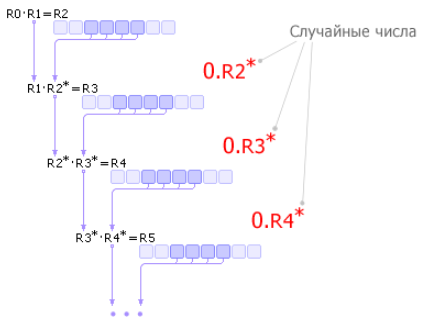 R0·R1=R2
Случайные числа
0.R2*
R1·R2*=R3
0.R3*
R2*·R3*=R4
0.R4*
R3*·R4*=R5